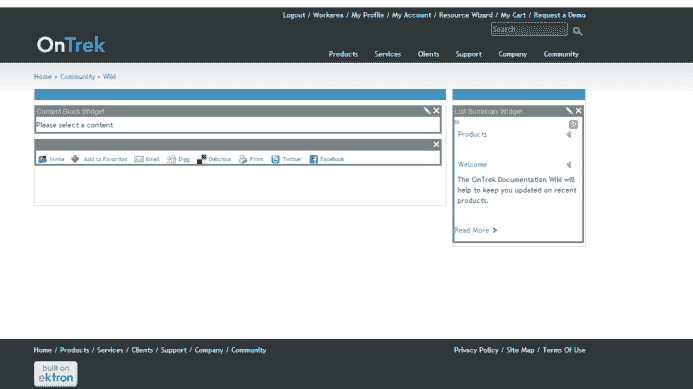 Logout / Workarea / My Profile / My Account / Resource Wizard / My Cart / Request a Demo
Search
OnTrek
Products Services Clients Support Company Community
Home > Community > Wiki
Content Block Widget
Please select a content
Invite Add to Favorites Email Digg Delicious Print Twitter FaceBook
List Summary Widget
Products
Welcome
The OnTrek Documentation Wiki will
help to keep you updated on recent
products.
Read More >
Home / Products / Services / Clients / Support / Company / Community
Privacy Policy / Site Map / Terms Of Use
built on
ektron